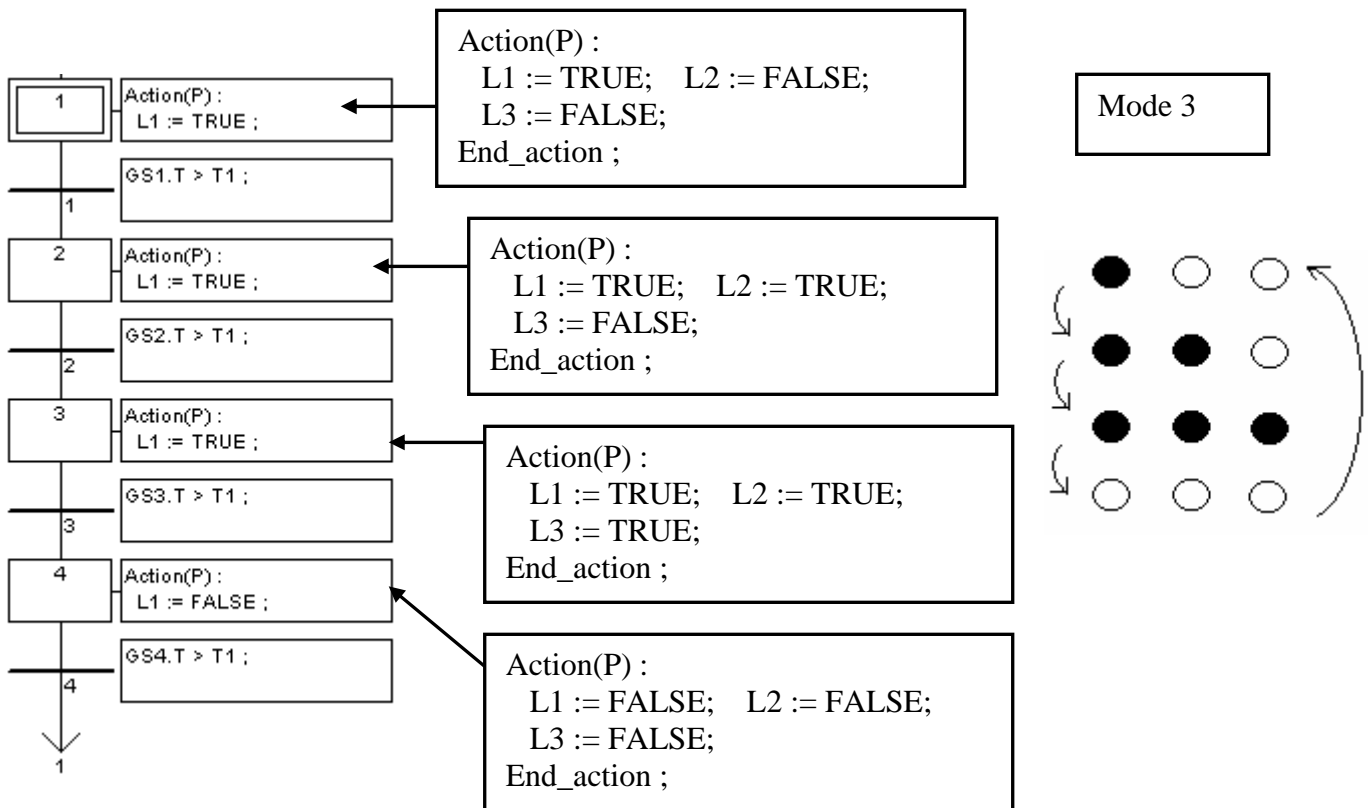 1
Action(P) :
L1 := TRUE ;
GS1.T > T1 ;
1
2
Action(P) :
L1 := TRUE ;
GS2.T > T1 ;
2
3
Action(P) :
L1 := TRUE ;
GS3.T > T1 ;
3
4
Action(P) :
L1 := FALSE ;
GS4.T > T1 ;
4
1
Action(P) :
L1 := TRUE; L2 := FALSE;
L3 := FALSE;
End_action ;
Action(P) :
L1 := TRUE; L2 := TRUE;
L3 := FALSE;
End_action ;
Action(P) :
L1 := TRUE; L2 := TRUE;
L3 := TRUE;
End_action ;
Action(P) :
L1 := FALSE; L2 := FALSE;
L3 := FALSE;
End_action ;
Mode 3